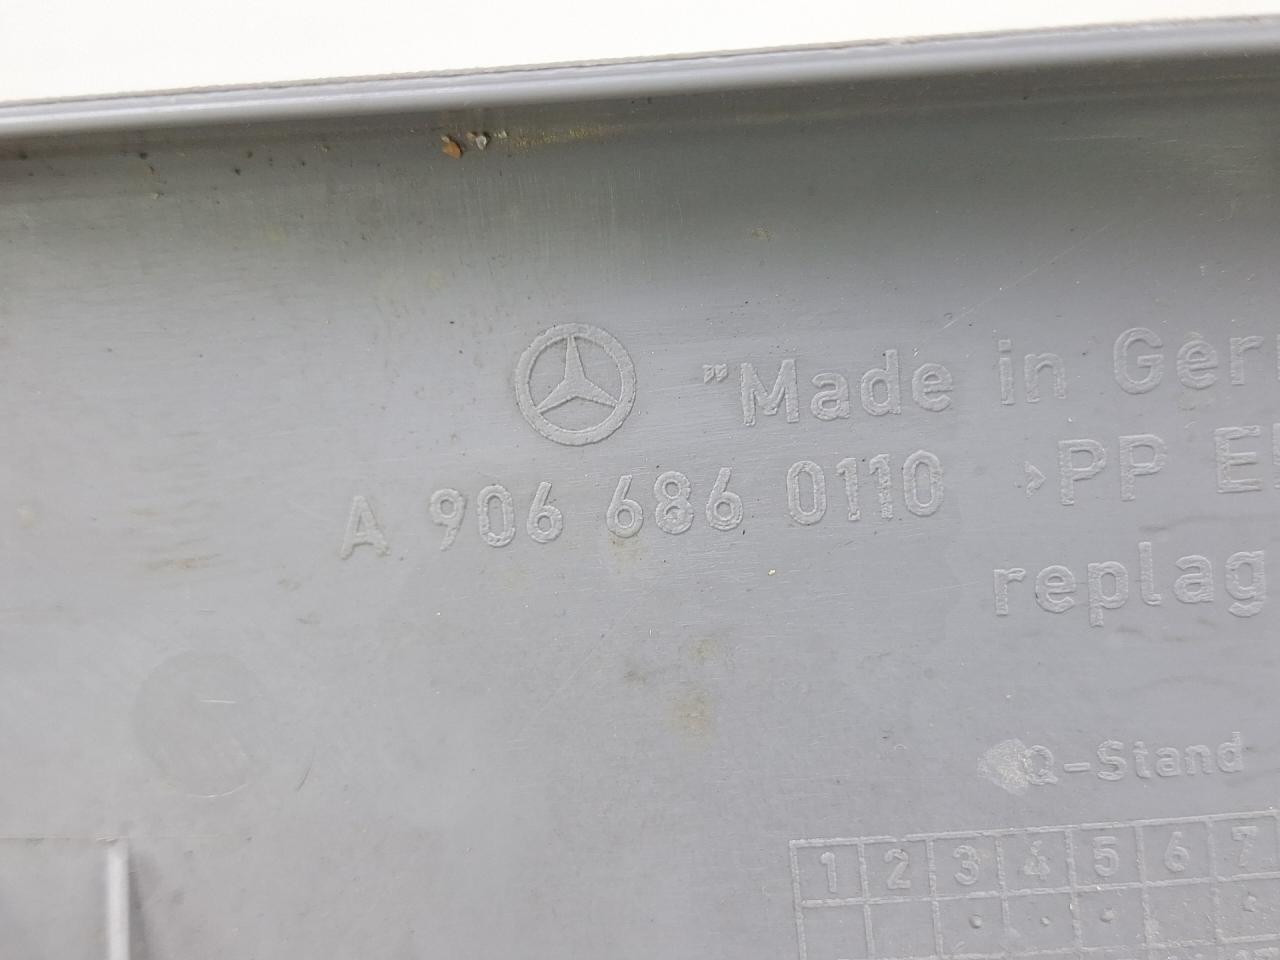 "Made in Ger
A 906 686 0110 >PP E
replag
Q-Stand
1 2 3 4 5 6 7